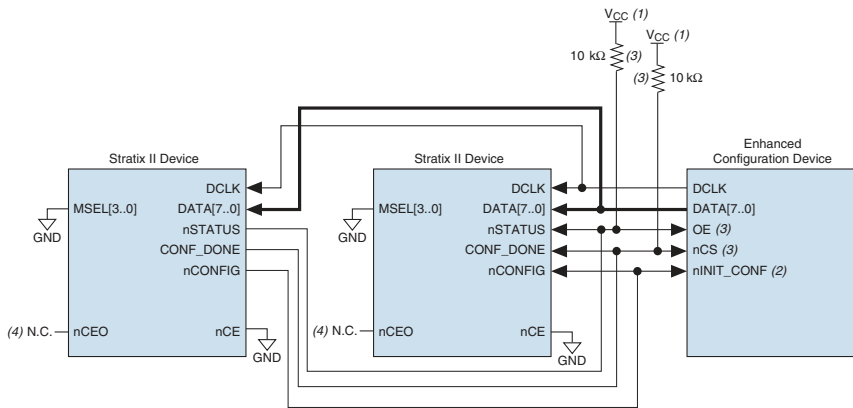 VCC (1)
VCC (1)
10 kΩ (3)
(3) 10 kΩ
Enhanced
Configuration Device
Stratix II Device
Stratix II Device
DCLK
DCLK
DCLK
MSEL[3..0]
DATA[7..0]
MSEL[3..0]
DATA[7..0]
DATA[7..0]
GND
nSTATUS
GND
nSTATUS
OE (3)
CONF_DONE
CONF_DONE
nCS (3)
nCONFIG
nCONFIG
nINIT_CONF (2)
(4) N.C.
nCEO
nCE
(4) N.C.
nCEO
nCE
GND
GND